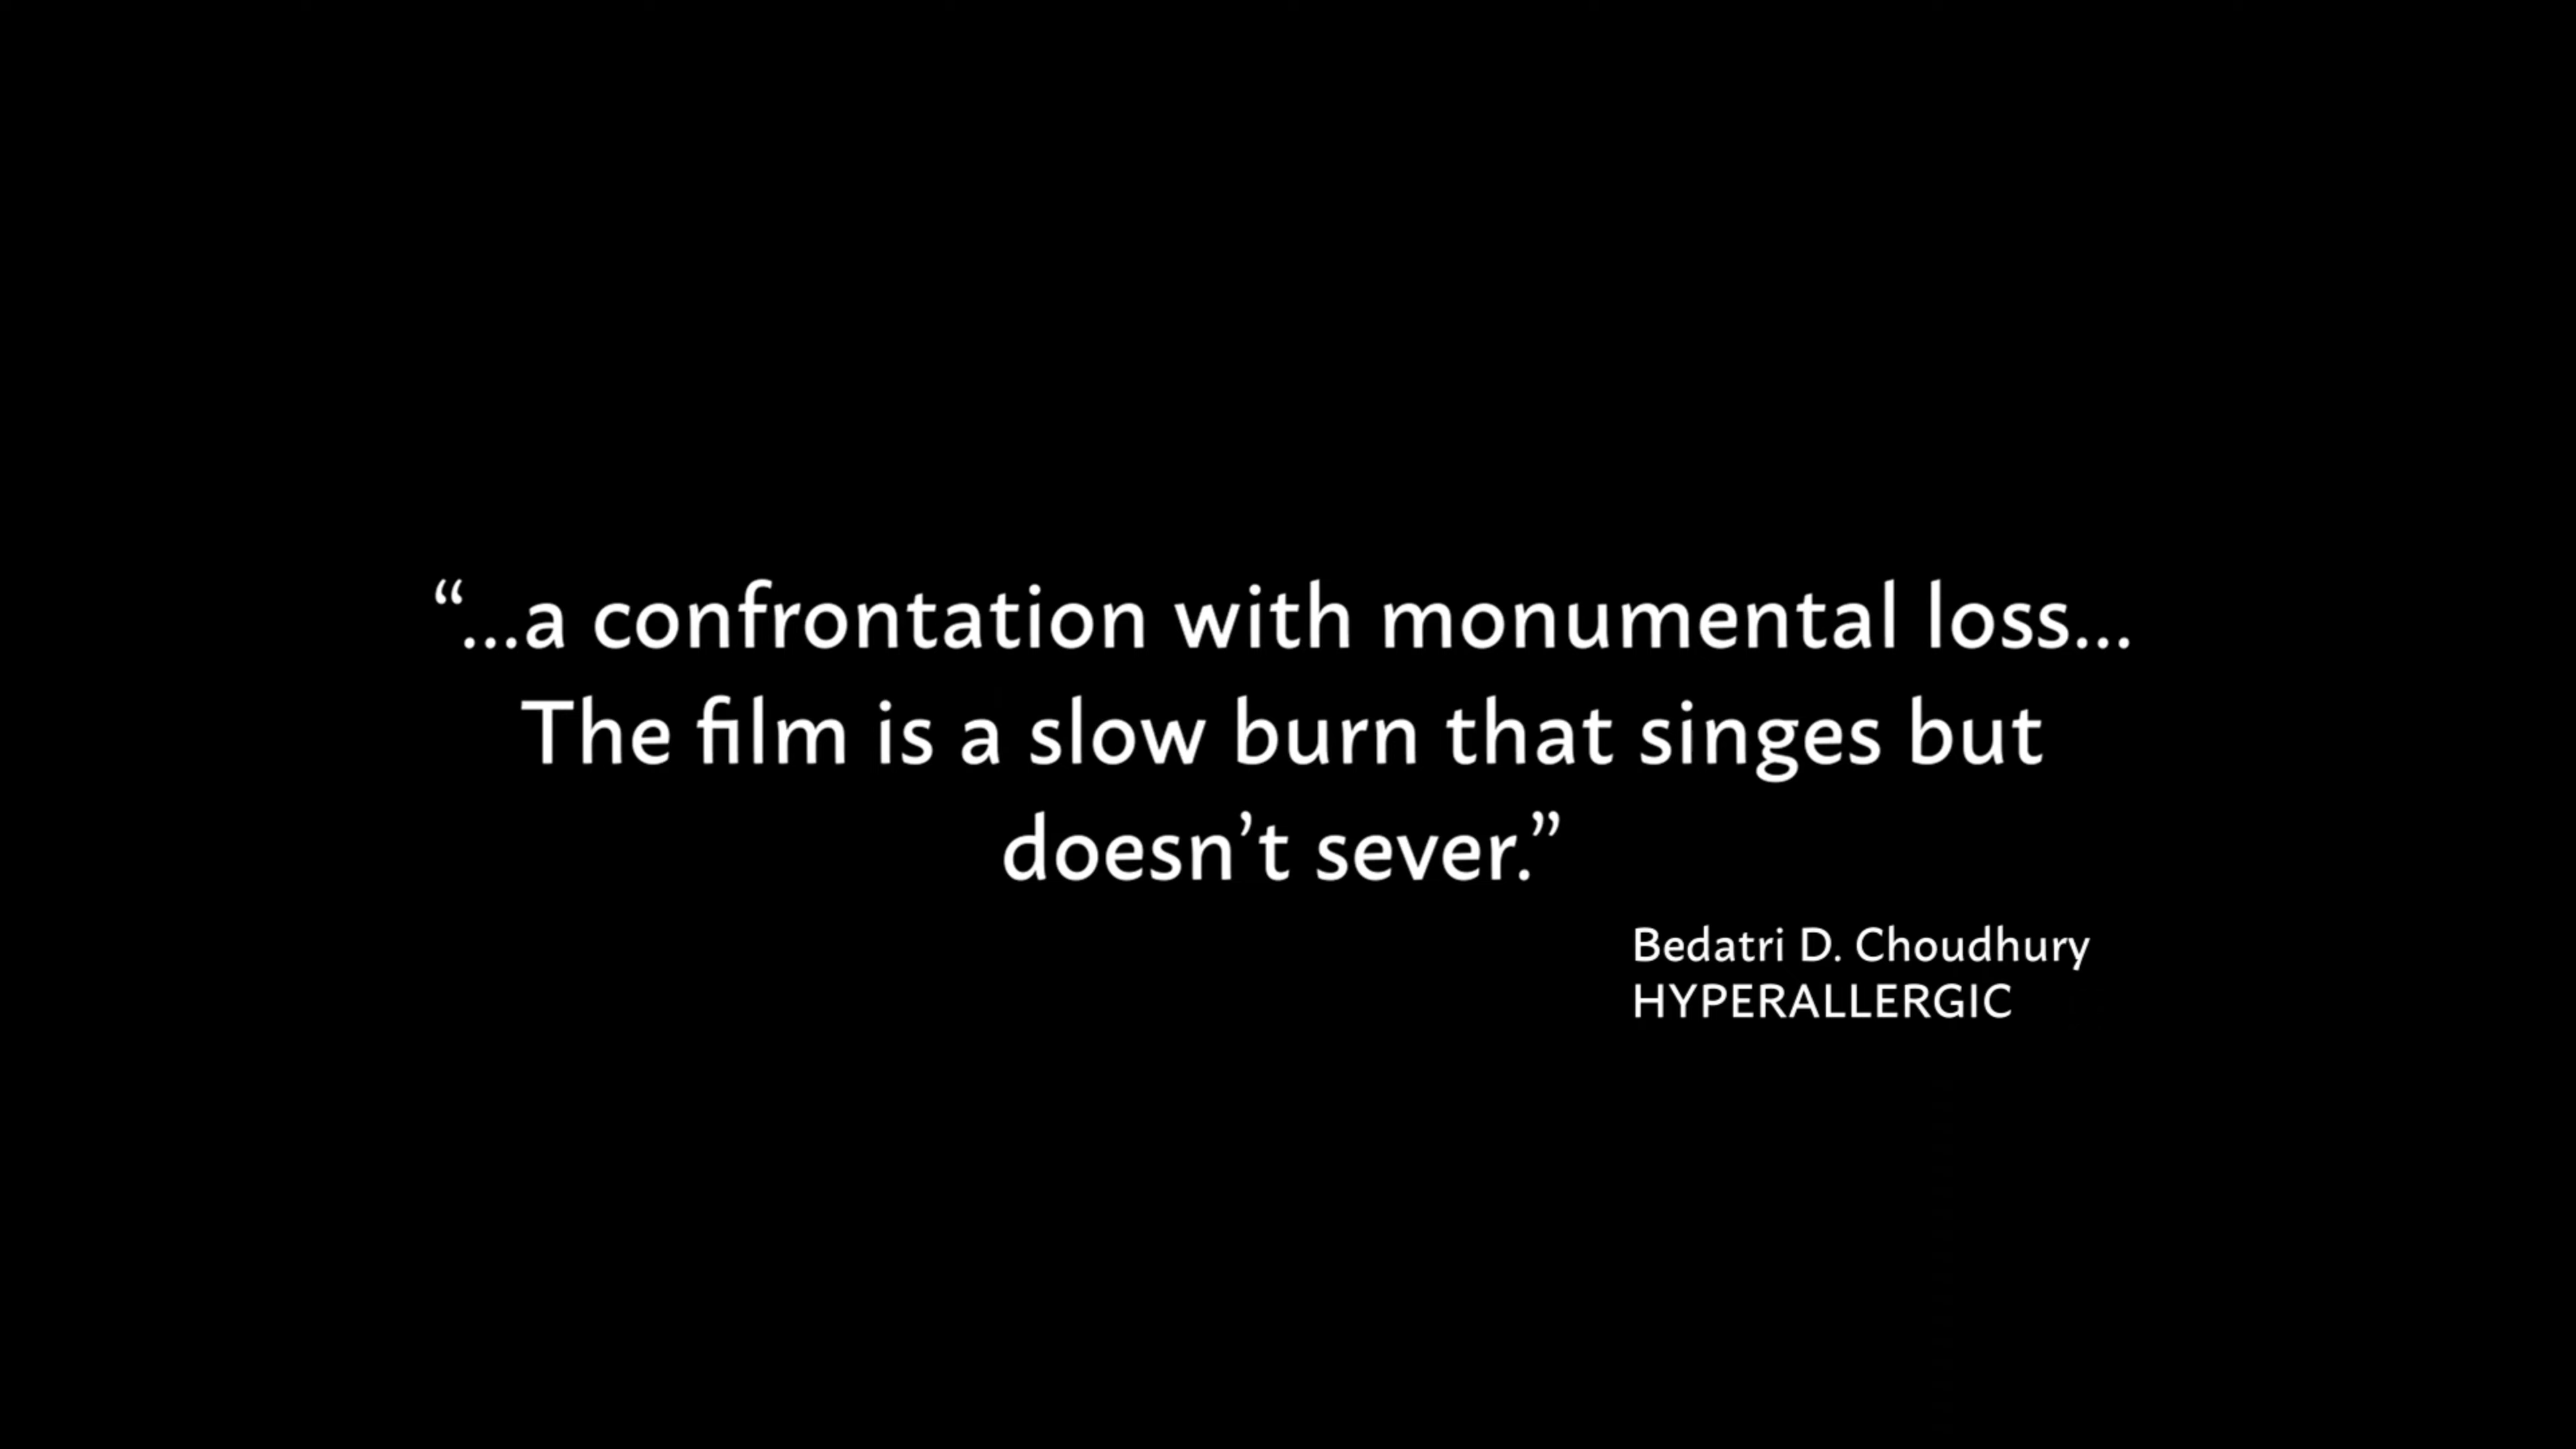 “...a confrontation with monumental loss...
The film is a slow burn that singes but
doesn’t sever.”
Bedatri D. Choudhury
HYPERALLERGIC